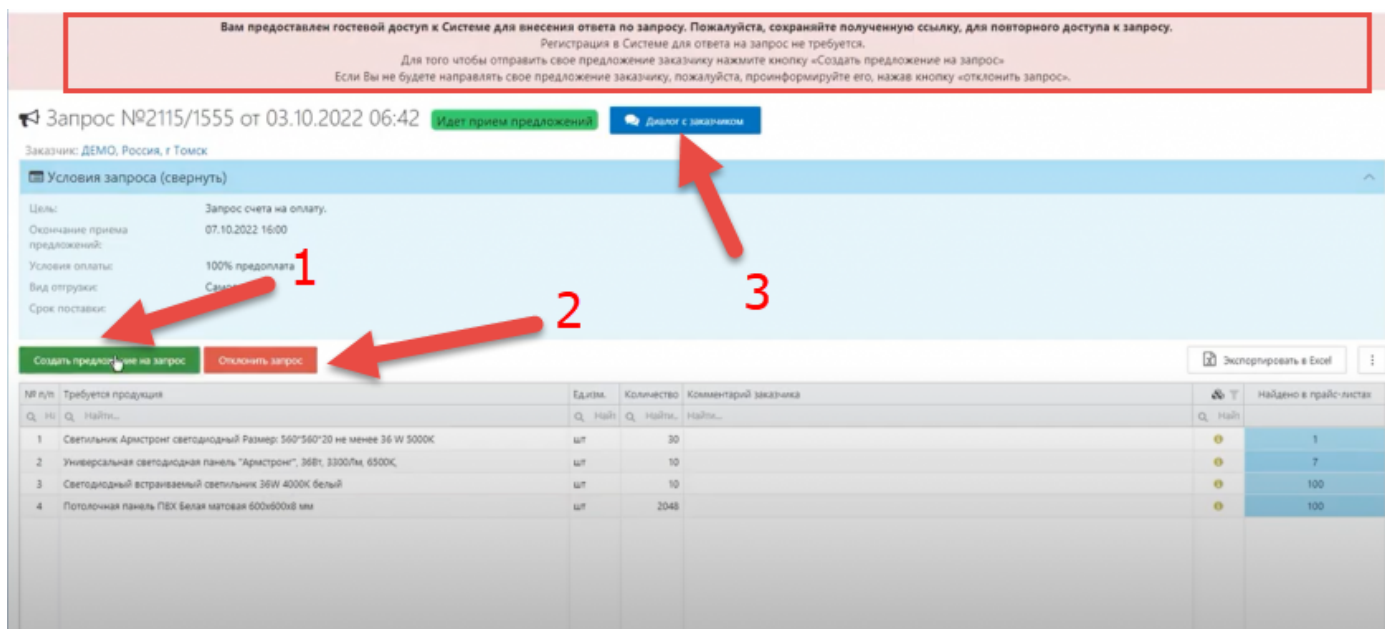 Вам предоставлен гостевой доступ к Системе для внесения ответа по запросу. Пожалуйста, сохраняйте полученную ссылку, для повторного доступа к запросу.
Регистрация в Системе для ответа на запрос не требуется.
Для того чтобы отправить свое предложение заказчику нажмите кнопку «Создать предложение на запрос»
Если Вы не будете направлять свое предложение заказчику, пожалуйста, проинформируйте его, нажав кнопку «отклонить запрос».
Запрос №2115/1555 от 03.10.2022 06:42 Идет прием предложений Диалог с заказчиком
Заказчик: ДЕМО, Россия, г Томск
Условия запроса (свернуть)
Цель: Запрос счета на оплату.
Окончание приема 07.10.2022 16:00
предложений:
Условия оплаты: 100% предоплата
1
Вид отгрузки:
3
Срок поставки:
2
Создать предложение на запрос Отклонить запрос Экспортировать в Excel
№ п/п Требуется продукция Ед.изм. Количество Комментарий заказчика Найдено в прайс-листах
Найти... Найти... Найти...
1 Светильник Армстронг светодиодный Размер: 560*560*20 не менее 36 W 5000K шт 30 1
2 Универсальная светодиодная панель "Армстронг", 36Вт, 3300Лм, 6500К, шт 10 7
3 Светодиодный встраиваемый светильник 36W 4000K белый шт 10 100
4 Потолочная панель ПВХ Белая матовая 600х600х8 мм шт 2048 100